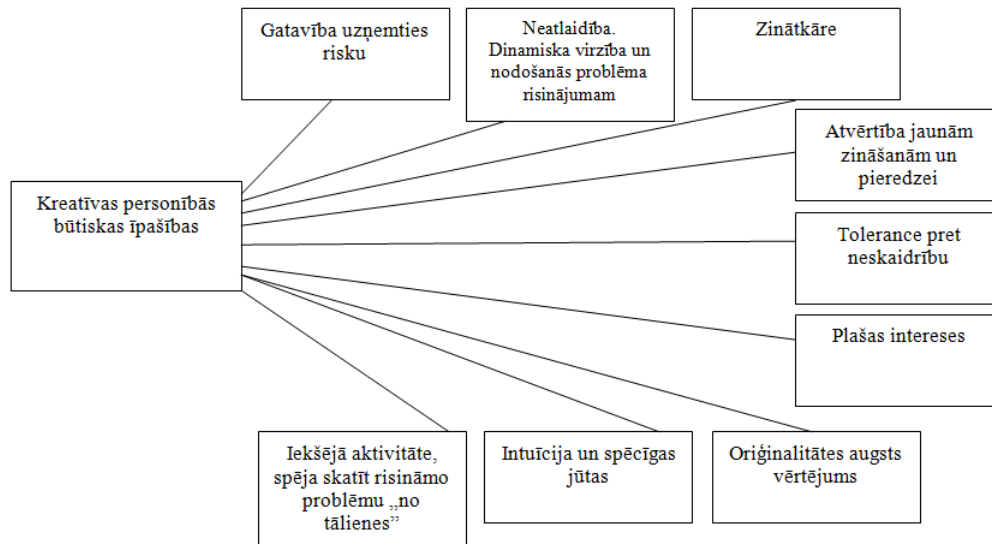 Gatavība uzņemties
risku
Neatlaidība.
Dinamiska virzība un
nodošanās problēma
risinājumam
Zinātkāre
Atvērtība jaunām
zināšanām un
pieredzei
Kreatīvas personībās
būtiskas īpašības
Tolerance pret
neskaidrību
Plašas intereses
Iekšējā aktivitāte,
spēja skatīt risināmo
problēmu „no
tālienes”
Intuīcija un spēcīgas
jūtas
Oriģinalitātes augsts
vērtējums